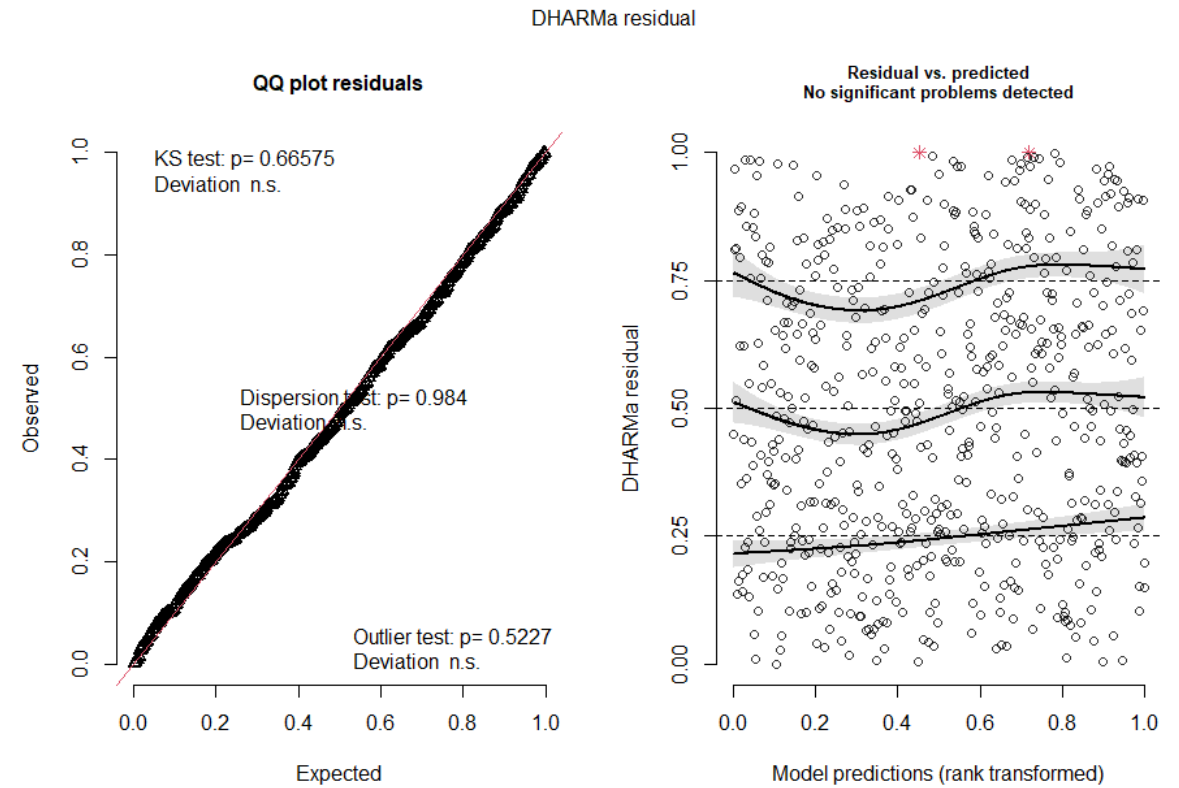 DHARMa residual
QQ plot residuals
KS test: p= 0.66575
Deviation n.s.
Dispersion test: p= 0.984
Deviation n.s.
Outlier test: p= 0.5227
Deviation n.s.
Observed
0.0
0.2
0.4
0.6
0.8
1.0
0.0 0.2 0.4 0.6 0.8 1.0
Expected
Residual vs. predicted
No significant problems detected
DHARMa residual
0.00
0.25
0.50
0.75
1.00
0.0 0.2 0.4 0.6 0.8 1.0
Model predictions (rank transformed)